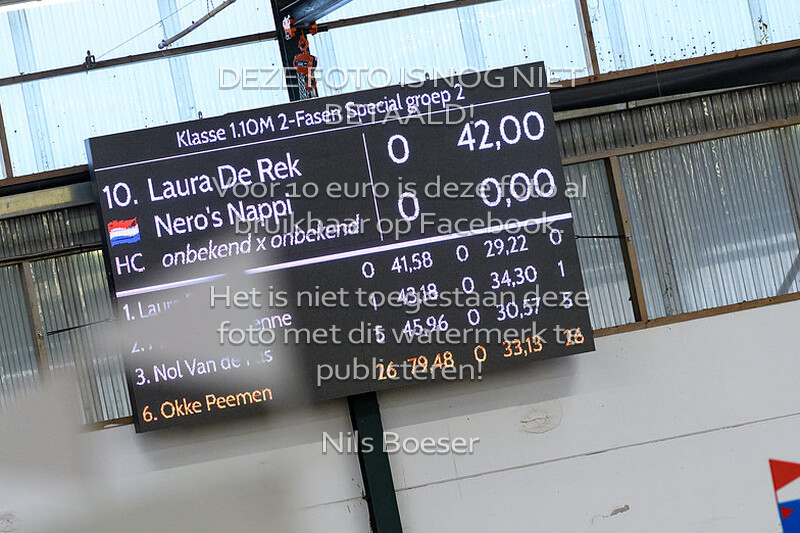 Klasse 1.10M 2-Fasen Special groep 2
10. Laura De Rek 0 42,00
Nero's Nappi 0 0,00
HC onbekend x onbekend
1. Laura 0 41,58 0 29,22 0
2. 1 43,18 0 34,30 1
3. Nol Van de 5 45,96 0 30,57 5
6. Okke Peemen 26 79,48 0 33,13 26
DEZE FOTO IS NOG NIET
BETAALD!
Voor 10 euro is deze foto al
bruikbaar op Facebook
Het is niet toegestaan deze
foto met dit watermerk te
publiceren!
Nils Boeser